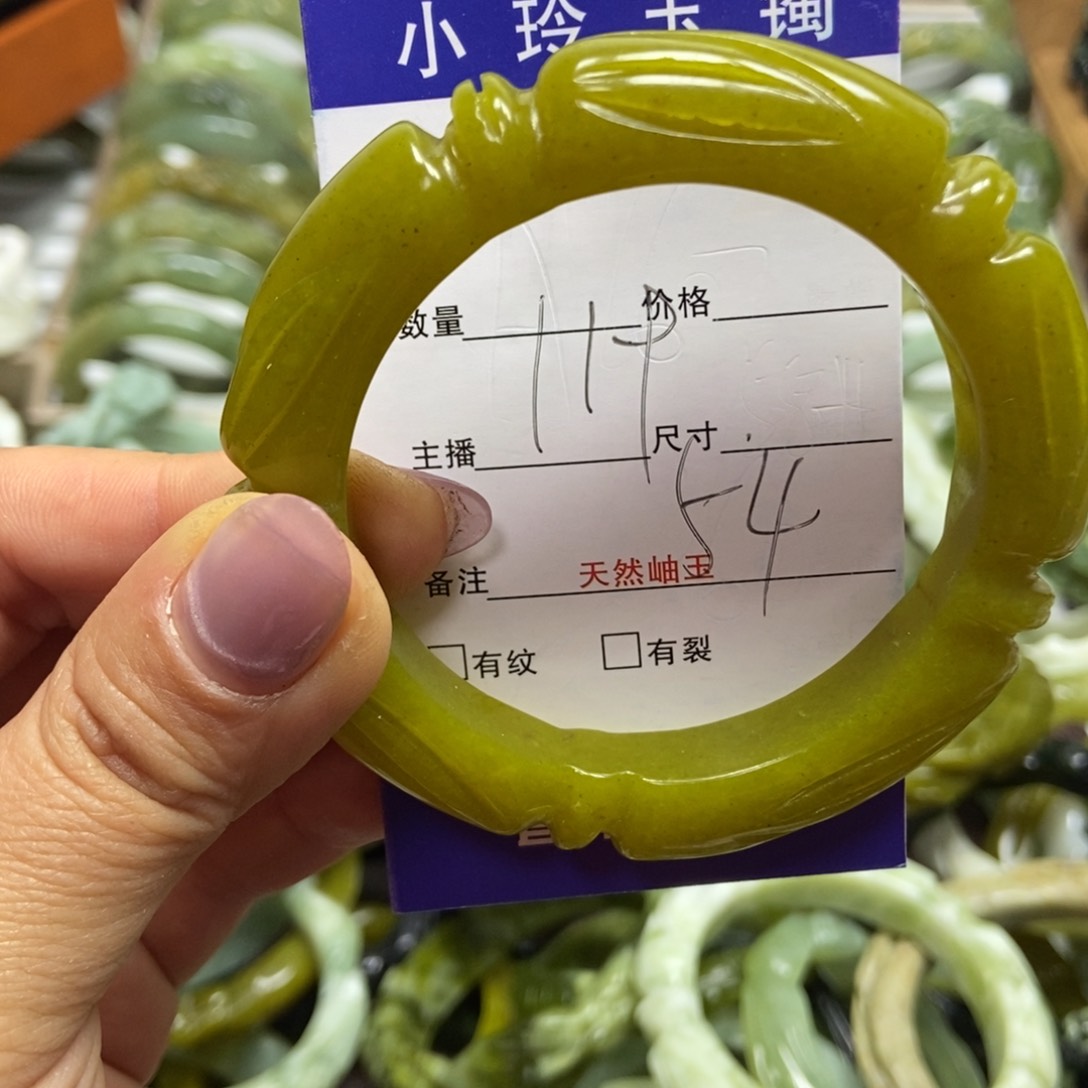 小玲玉镯
数量 价格
119
主播 尺寸
54
备注 天然岫玉
有纹 有裂